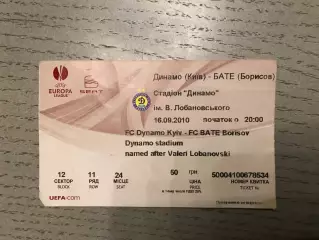 UEFA
EUROPA
LEAGUE
Динамо (Київ) - БАТЕ (Борисов)
Стадіон "Динамо"
ім. В. Лобановського
16.09.2010 початок о 20:00
FC Dynamo Kyiv - FC BATE Borisov
Dynamo stadium
named after Valeri Lobanovski
12 11 24 50 грн 50004100678534
СЕКТОР РЯД МІСЦЕ ЦІНА НОМЕР КВИТКА
BLOCK ROW SEAT PRICE TICKET №
UEFA.com